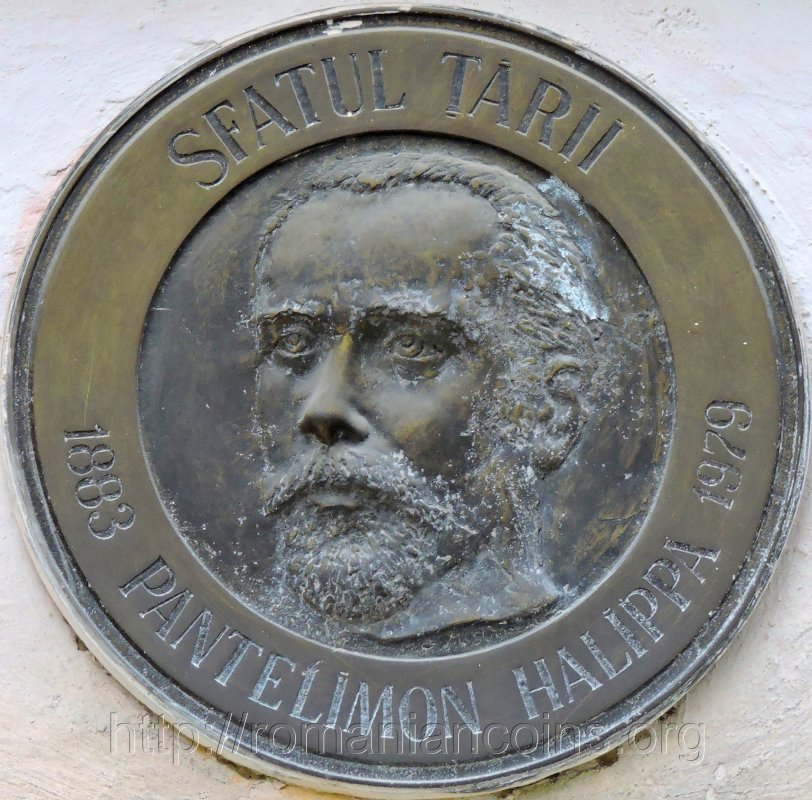 SFATUL ȚĂRII
1883 PANTELIMON HALIPPA 1979
http://romaniancoins.org